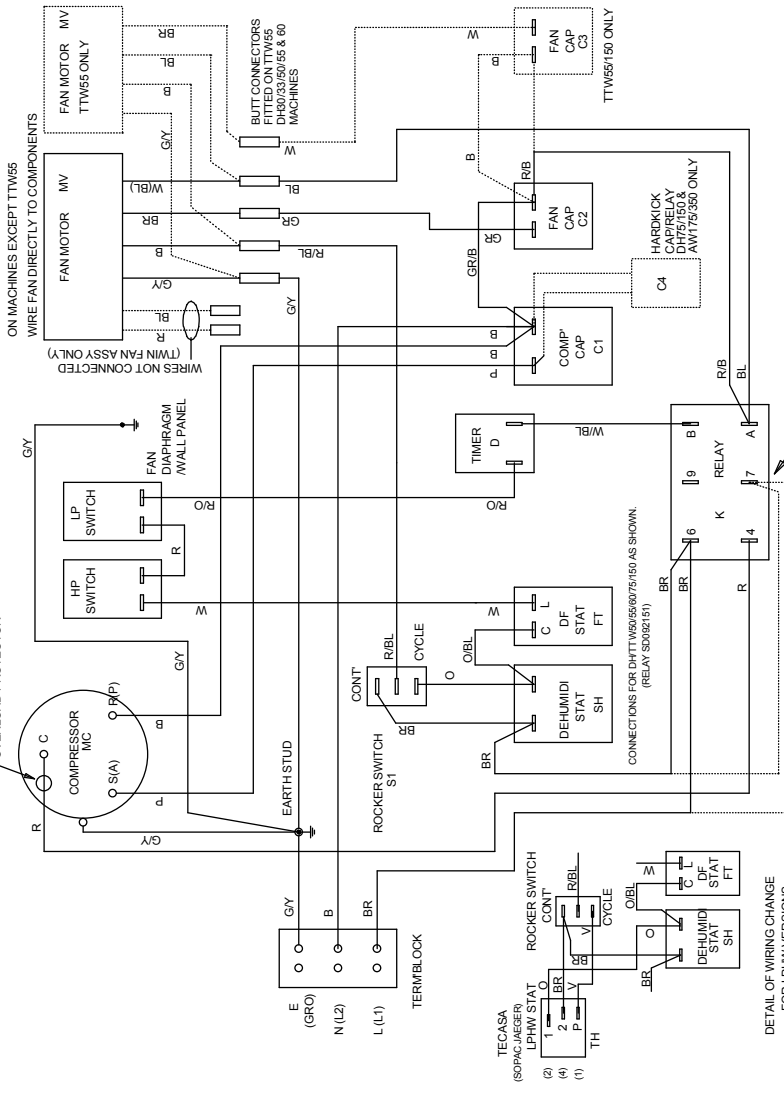 ON MACHINES EXCEPT TTW55
WIRE FAN DIRECTLY TO COMPONENTS
FAN MOTOR MV
TTW55 ONLY
BR
BL
B
G/Y
FAN MOTOR MV
W(BL)
BR
B
G/Y
BL
R
WIRES NOT CONNECTED
(TWIN FAN ASSY ONLY)
BUTT CONNECTORS
FITTED ON TTW55
DH30/33/50/55 & 60
MACHINES
W
BL
GR
R/BL
G/Y
W
B
FAN
CAP
C3
TTW55/150 ONLY
B
R/B
FAN
CAP
C2
GR
GR/B
HARDKICK
CAP/RELAY
DH75/150 &
AW175/350 ONLY
C4
COMP'
CAP
C1
B
B
P
G/Y
FAN
DIAPHRAGM
/WALL PANEL
LP
SWITCH
HP
SWITCH
R
R/O
W
TIMER
D
R/O
W/BL
R/B
BL
RELAY
K
B
A
9
7
6
4
BR
BR
R
COMPRESSOR
MC
C
R(P)
S(A)
R
B
P
G/Y
G/Y
EARTH STUD
ROCKER SWITCH
S1
CONT'
CYCLE
R/BL
O
BR
O/BL
W
L
C
DF
STAT
FT
DEHUMIDI
STAT
SH
BR
CONNECTIONS FOR DH/TTW50/55/60/75/150 AS SHOWN.
(RELAY SD092151)
G/Y
B
BR
E
(GRO)
N (L2)
L (L1)
TERM'BLOCK
TECASA
(SOPAC JAEGER)
LPHW STAT
(2) 1 O
(4) 2 BR
(1) P V
TH
ROCKER SWITCH
CONT'
CYCLE
R/BL
V
BR
O
O/BL
W
L
C
DF
STAT
FT
DEHUMIDI
STAT
SH
BR
DETAIL OF WIRING CHANGE